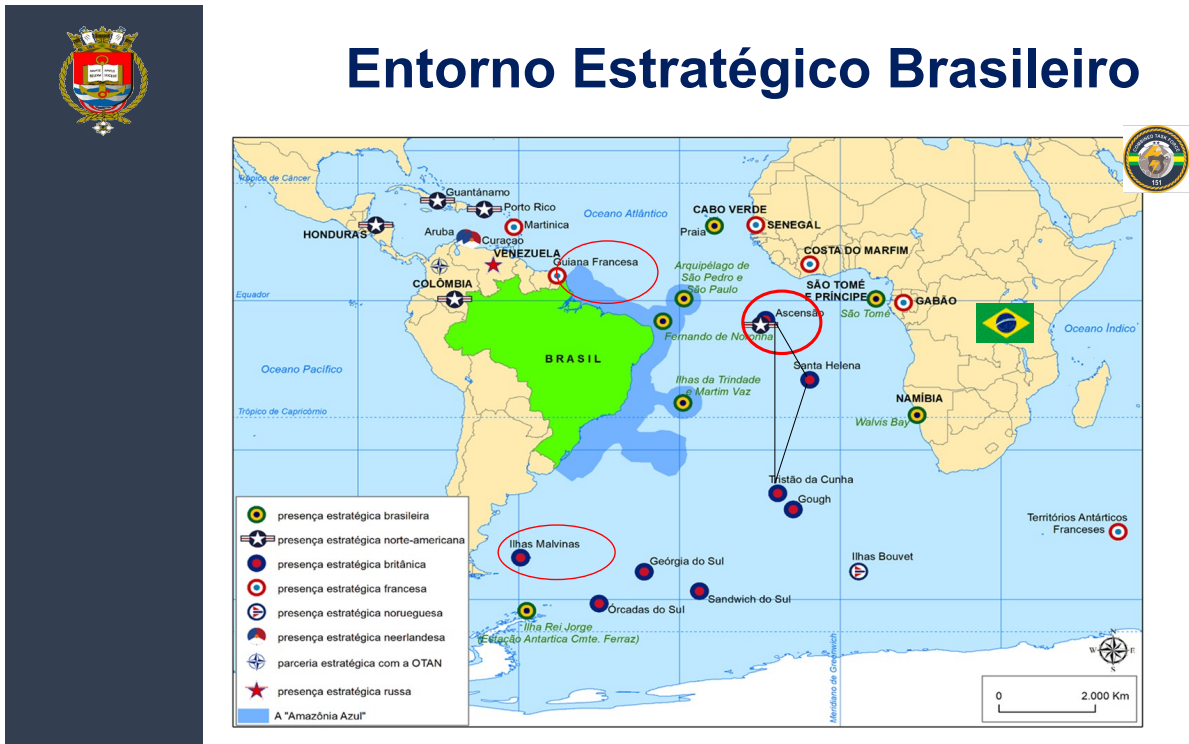 Entorno Estratégico Brasileiro
COMBINED TASK FORCE
151
Trópico de Câncer
Guantánamo
Porto Rico
Martinica
HONDURAS
Aruba
Curaçao
VENEZUELA
Guiana Francesa
COLÔMBIA
Oceano Atlântico
CABO VERDE
Praia
SENEGAL
COSTA DO MARFIM
Arquipélago de
São Pedro e
São Paulo
SÃO TOMÉ
E PRÍNCIPE
São Tomé
GABÃO
Equador
Ascensão
Fernando de Noronha
Oceano Índico
BRASIL
Oceano Pacífico
Santa Helena
Ilhas da Trindade
e Martim Vaz
NAMÍBIA
Walvis Bay
Trópico de Capricórnio
Tristão da Cunha
Gough
Territórios Antárticos
Franceses
Ilhas Malvinas
Geórgia do Sul
Ilhas Bouvet
Sandwich do Sul
Órcadas do Sul
Ilha Rei Jorge
(Estação Antartica Cmte. Ferraz)
Meridiano de Greenwich
presença estratégica brasileira
presença estratégica norte-americana
presença estratégica britânica
presença estratégica francesa
presença estratégica norueguesa
presença estratégica neerlandesa
parceria estratégica com a OTAN
presença estratégica russa
A "Amazônia Azul"
N
W E
S
0 2.000 Km